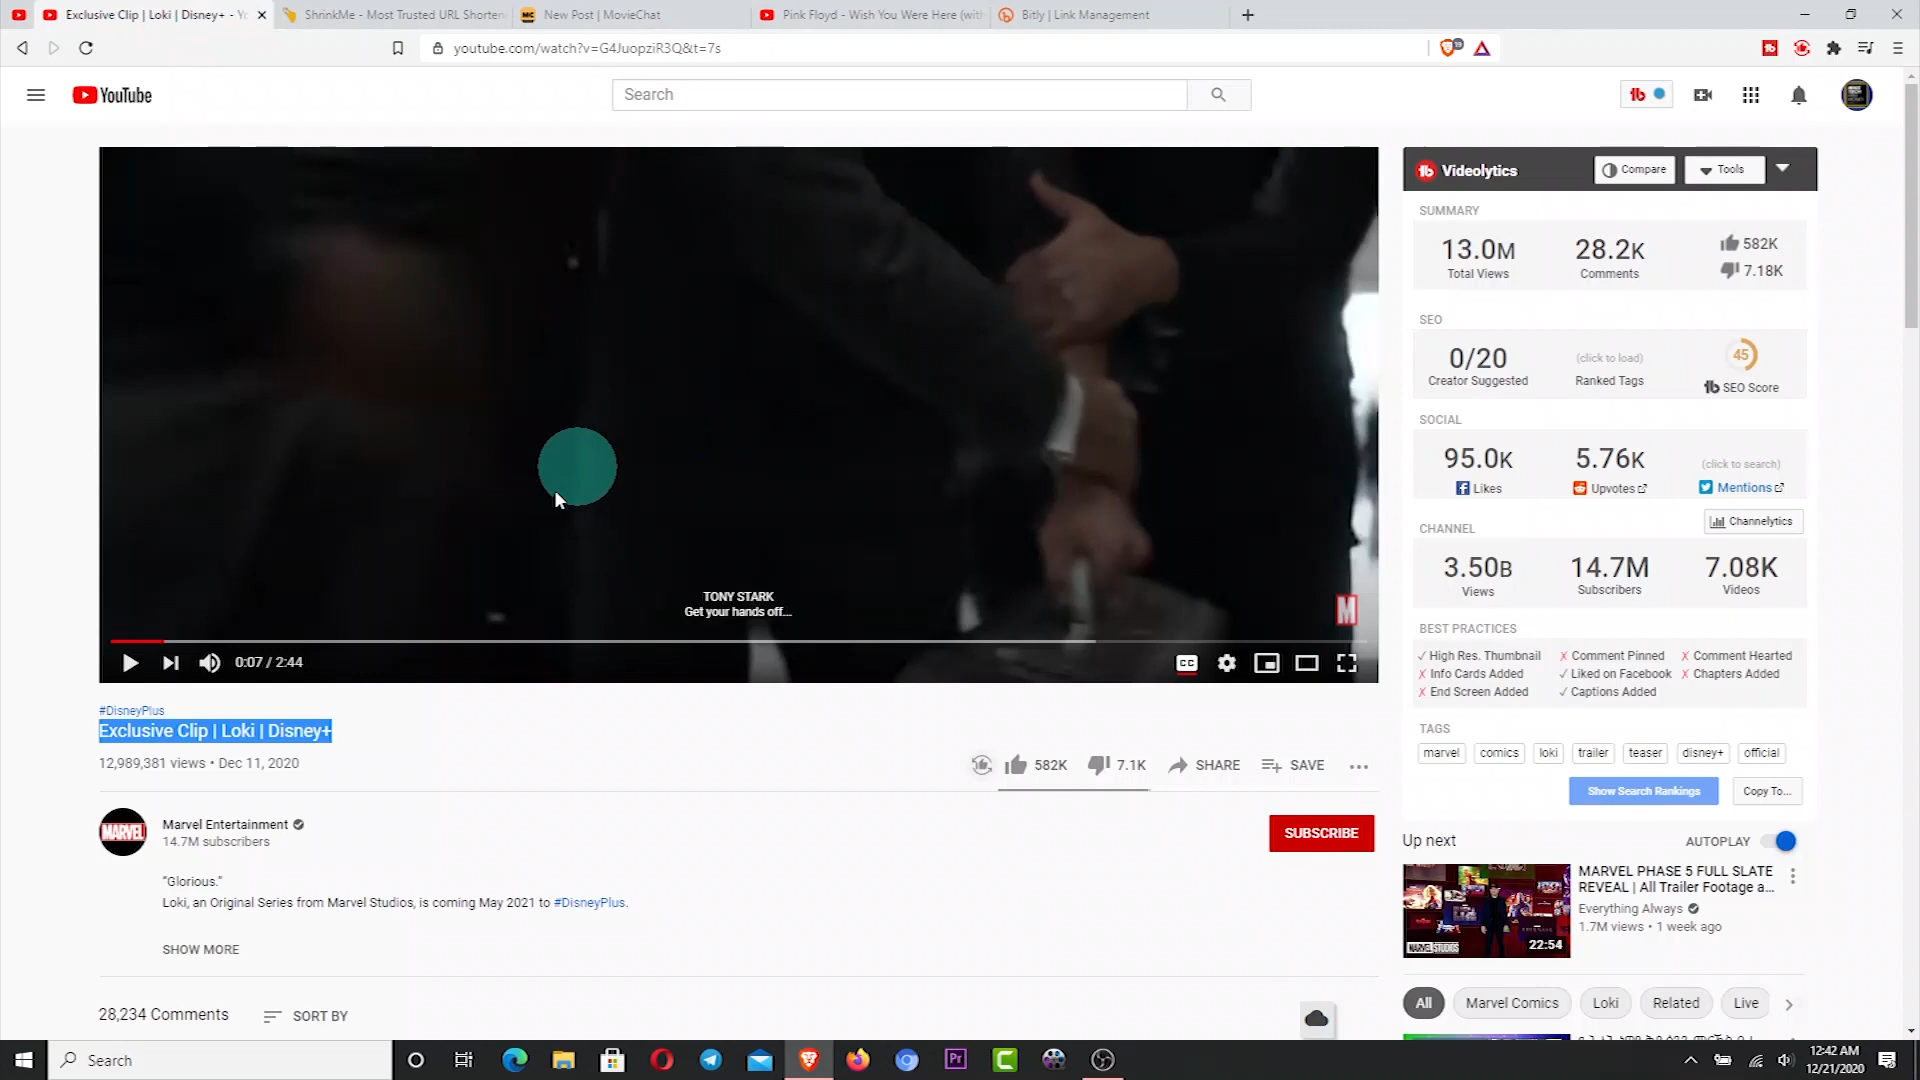 Exclusive Clip | Loki | Disney+ - Yo
ShrinkMe - Most Trusted URL Shorten
New Post | MovieChat
Pink Floyd - Wish You Were Here (wit
Bitly | Link Management
youtube.com/watch?v=G4JuopziR3Q&t=7s
YouTube
Search
Videolytics
Compare
Tools
SUMMARY
13.0M
Total Views
28.2K
Comments
582K
7.18K
SEO
0/20
Creator Suggested
(click to load)
Ranked Tags
45
SEO Score
SOCIAL
95.0K
Likes
5.76K
Upvotes
(click to search)
Mentions
CHANNEL
Channelytics
3.50B
Views
14.7M
Subscribers
7.08K
Videos
BEST PRACTICES
✓ High Res. Thumbnail
✗ Comment Pinned
✗ Comment Hearted
✗ Info Cards Added
✓ Liked on Facebook
✗ Chapters Added
✗ End Screen Added
✓ Captions Added
TAGS
marvel
comics
loki
trailer
teaser
disney+
official
Show Search Rankings
Copy To...
TONY STARK
Get your hands off...
M
0:07 / 2:44
CC
#DisneyPlus
Exclusive Clip | Loki | Disney+
12,989,381 views • Dec 11, 2020
582K
7.1K
SHARE
SAVE
MARVEL
Marvel Entertainment
14.7M subscribers
SUBSCRIBE
"Glorious."
Loki, an Original Series from Marvel Studios, is coming May 2021 to #DisneyPlus.
SHOW MORE
28,234 Comments
SORT BY
Up next
AUTOPLAY
MARVEL STUDIOS
22:54
MARVEL PHASE 5 FULL SLATE
REVEAL | All Trailer Footage a...
Everything Always
1.7M views • 1 week ago
All
Marvel Comics
Loki
Related
Live
Search
Pr
12:42 AM
12/21/2020